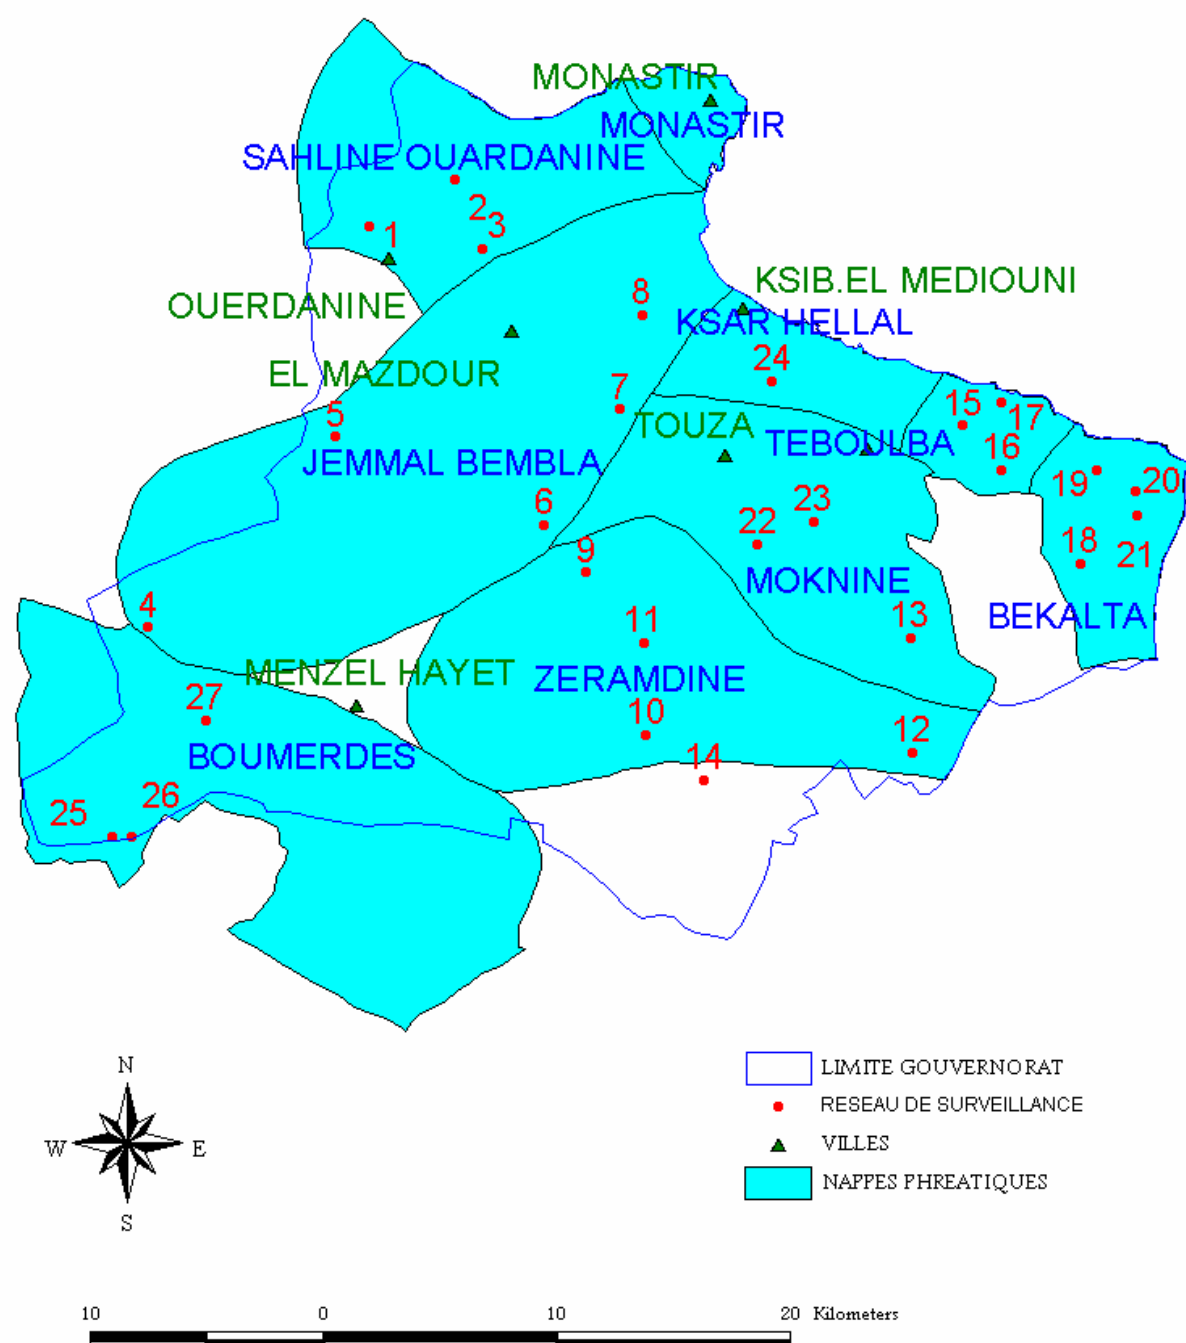 MONASTIR
MONASTIR
SAHLINE OUARDANINE
2
3
1
KSIB.EL MEDIOUNI
8
OUERDANINE
KSAR HELLAL
24
EL MAZDOUR
7
15
17
5
TOUZA
TEBOULBA
16
JEMMAL BEMBLA
19
20
6
23
22
9
18
21
MOKNINE
4
11
13
BEKALTA
MENZEL HAYET
ZERAMDINE
27
10
12
BOUMERDES
14
25
26
N
W
E
S
LIMITE GOUVERNORAT
RESEAU DE SURVEILLANCE
VILLES
NAPPES PHREATIQUES
10 0 10 20 Kilometers